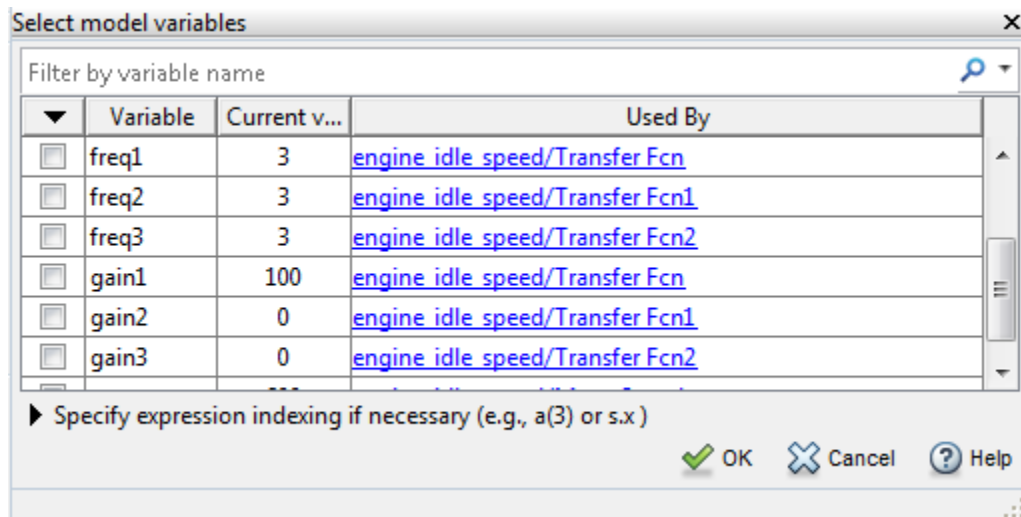 Select model variables
Filter by variable name
Variable Current v... Used By
freq1 3 engine_idle_speed/Transfer Fcn
freq2 3 engine_idle_speed/Transfer Fcn1
freq3 3 engine_idle_speed/Transfer Fcn2
gain1 100 engine_idle_speed/Transfer Fcn
gain2 0 engine_idle_speed/Transfer Fcn1
gain3 0 engine_idle_speed/Transfer Fcn2
Specify expression indexing if necessary (e.g., a(3) or s.x )
OK Cancel Help